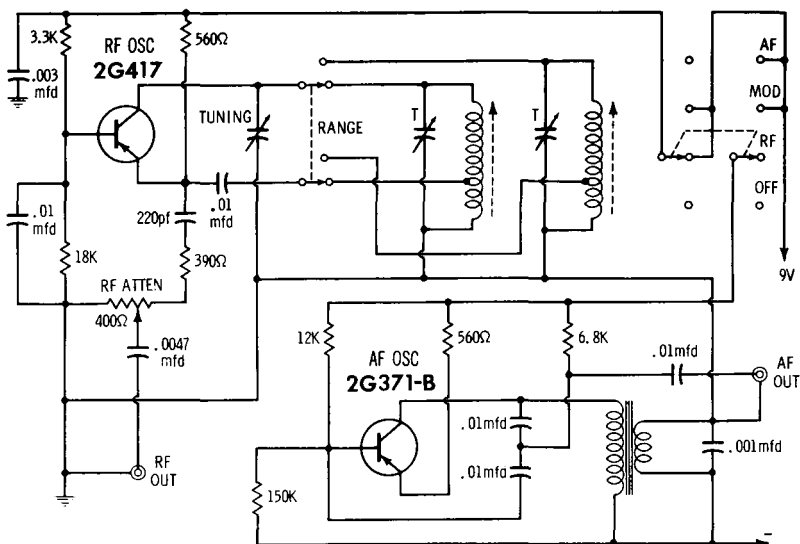 3.3K
RF OSC
2G417
560Ω
.003
mfd
TUNING
RANGE
T
T
AF
MOD
RF
OFF
9V
.01
mfd
220pf
.01
mfd
18K
390Ω
RF ATTEN
400Ω
.0047
mfd
12K
560Ω
6.8K
AF OSC
2G371-B
.01mfd
AF
OUT
.01mfd
.01mfd
.001mfd
RF
OUT
150K
-